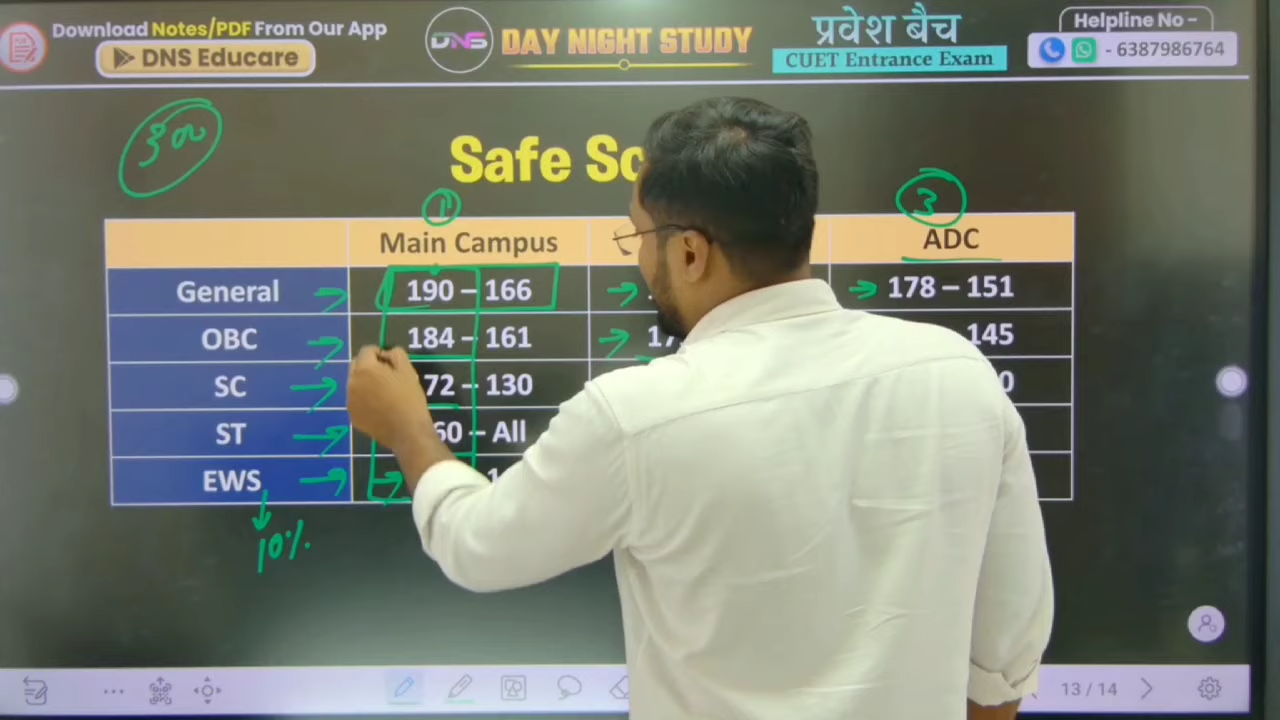 Download Notes/PDF From Our App
DNS Educare
DNS
DAY NIGHT STUDY
प्रवेश बैच
CUET Entrance Exam
Helpline No -
- 6387986764
300
Safe
1
3
Main Campus
ADC
General → 190 – 166 → → 178 – 151
OBC → 184 – 161 → 145
SC → 130
ST → – All
EWS → →
10%
13 / 14